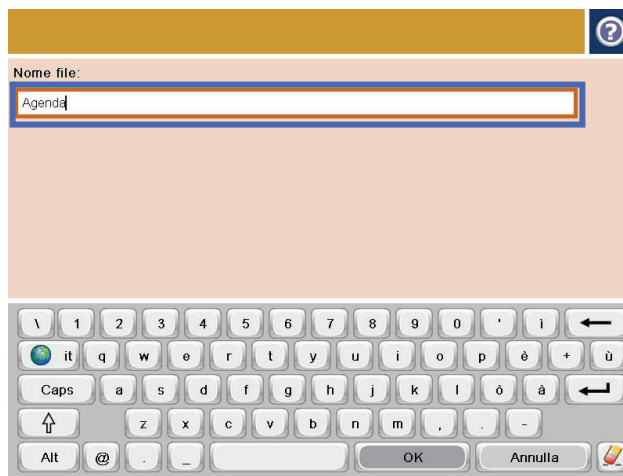 ?
Nome file:
Agenda
\ 1 2 3 4 5 6 7 8 9 0 ' ì
it q w e r t y u i o p è + ù
Caps a s d f g h j k l ò à
z x c v b n m , . -
Alt @ . _ OK Annulla